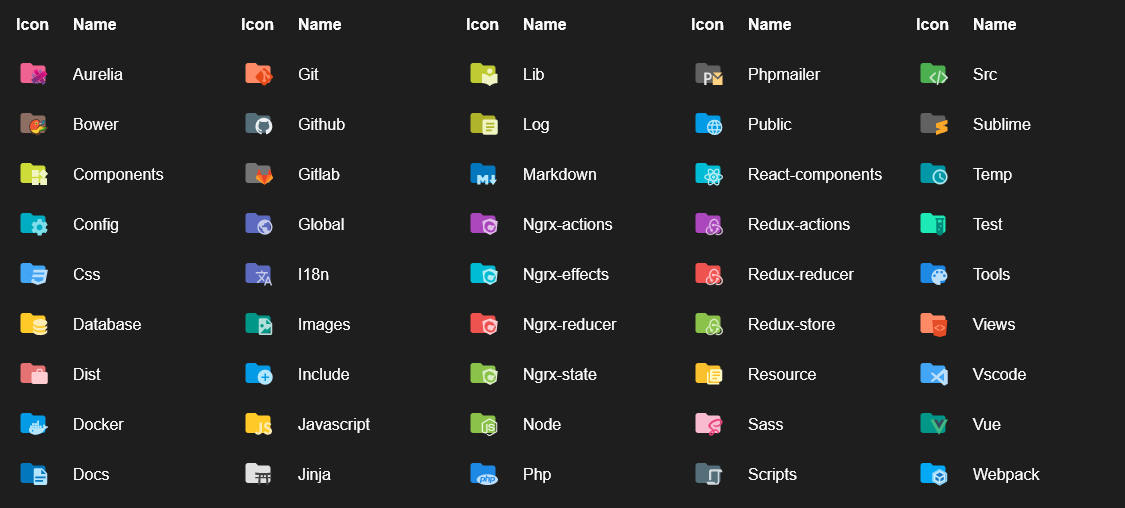 Icon Name Icon Name Icon Name Icon Name Icon Name
Aurelia Git Lib Phpmailer Src
Bower Github Log Public Sublime
Components Gitlab Markdown React-components Temp
Config Global Ngrx-actions Redux-actions Test
Css I18n Ngrx-effects Redux-reducer Tools
Database Images Ngrx-reducer Redux-store Views
Dist Include Ngrx-state Resource Vscode
Docker JS Javascript JS Node Sass Vue
Docs Jinja php Php Scripts Webpack